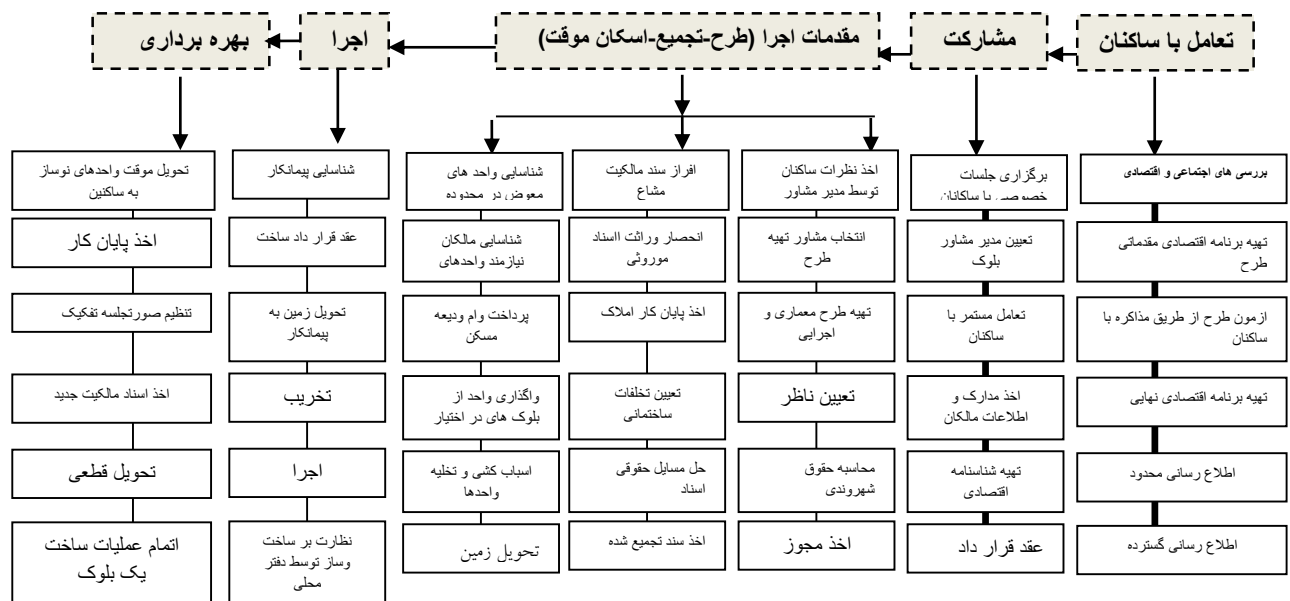 تعامل با ساکنان
مشارکت
مقدمات اجرا (طرح-تجمیع-اسکان موقت)
اجرا
بهره برداری
بررسی های اجتماعی و اقتصادی
تهیه برنامه اقتصادی مقدماتی
طرح
ازمون طرح از طریق مذاکره با
ساکنان
تهیه برنامه اقتصادی نهایی
اطلاع رسانی محدود
اطلاع رسانی گسترده
برگزاری جلسات
خصوصی با ساکانان
تعیین مدیر مشاور
بلوک
تعامل مستمر با
ساکنان
اخذ مدارک و
اطلاعات مالکان
تهیه شناسنامه
اقتصادی
عقد قرار داد
اخذ نظرات ساکنان
توسط مدیر مشاور
انتخاب مشاور تهیه
طرح
تهیه طرح معماری و
اجرایی
تعیین ناظر
محاسبه حقوق
شهروندی
اخذ مجوز
افراز سند مالکیت
مشاع
انحصار وراثت ااسناد
موروثی
اخذ پایان کار املاک
تعیین تخلفات
ساختمانی
حل مسایل حقوقی
اسناد
اخذ سند تجمیع شده
شناسایی واحد های
معوض در محدوده
شناسایی مالکان
نیازمند واحدهای
پرداخت وام ودیعه
مسکن
واگذاری واحد از
بلوک های در اختیار
اسباب کشی و تخلیه
واحدها
تحویل زمین
شناسایی پیمانکار
عقد قرار داد ساخت
تحویل زمین به
پیمانکار
تخریب
اجرا
نظارت بر ساخت
وساز توسط دفتر
محلی
تحویل موقت واحدهای نوساز
به ساکنین
اخذ پایان کار
تنظیم صورتجلسه تفکیک
اخذ اسناد مالکیت جدید
تحویل قطعی
اتمام عملیات ساخت
یک بلوک